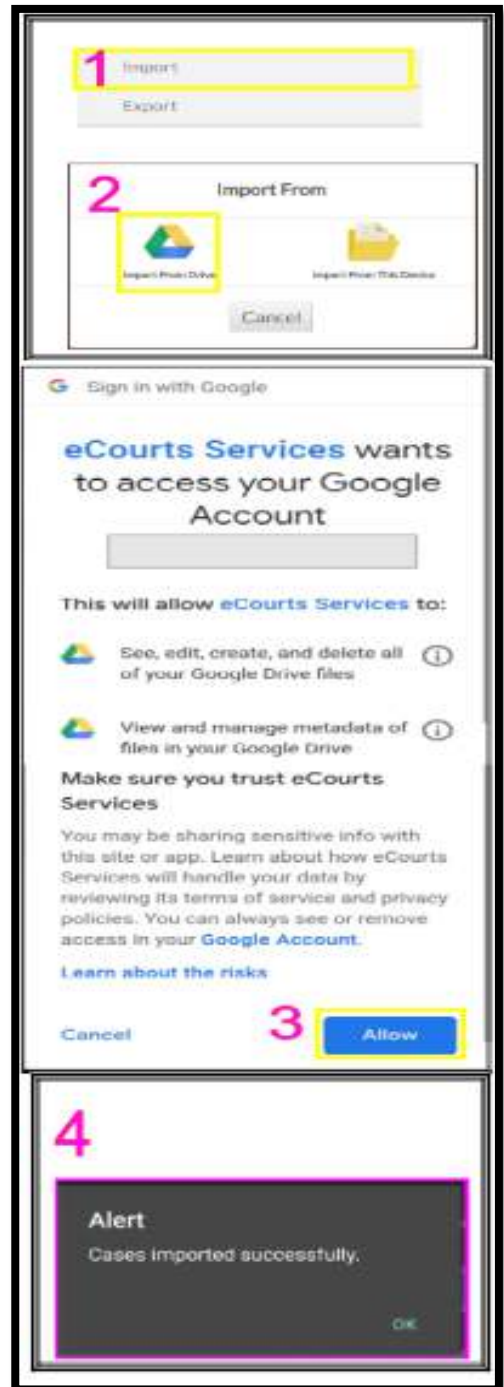 1 Import
Export
2
Import From
Import From Drive
Import From This Device
Cancel
G Sign in with Google
eCourts Services wants
to access your Google
Account
This will allow eCourts Services to:
See, edit, create, and delete all
of your Google Drive files
View and manage metadata of
files in your Google Drive
Make sure you trust eCourts
Services
You may be sharing sensitive info with
this site or app. Learn about how eCourts
Services will handle your data by
reviewing its terms of service and privacy
policies. You can always see or remove
access in your Google Account.
Learn about the risks
Cancel
3
Allow
4
Alert
Cases imported successfully.
OK